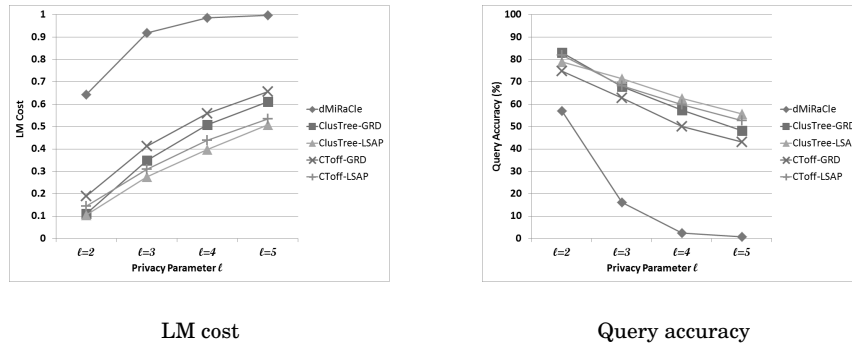 1
0.9
0.8
0.7
0.6
0.5
0.4
0.3
0.2
0.1
0
LM Cost
ℓ=2 ℓ=3 ℓ=4 ℓ=5
Privacy Parameter ℓ
dMiRaCle
ClusTree-GRD
ClusTree-LSAP
CToff-GRD
CToff-LSAP
LM cost
100
90
80
70
60
50
40
30
20
10
0
Query Accuracy (%)
ℓ=2 ℓ=3 ℓ=4 ℓ=5
Privacy Parameter ℓ
dMiRaCle
ClusTree-GRD
ClusTree-LSAP
CToff-GRD
CToff-LSAP
Query accuracy